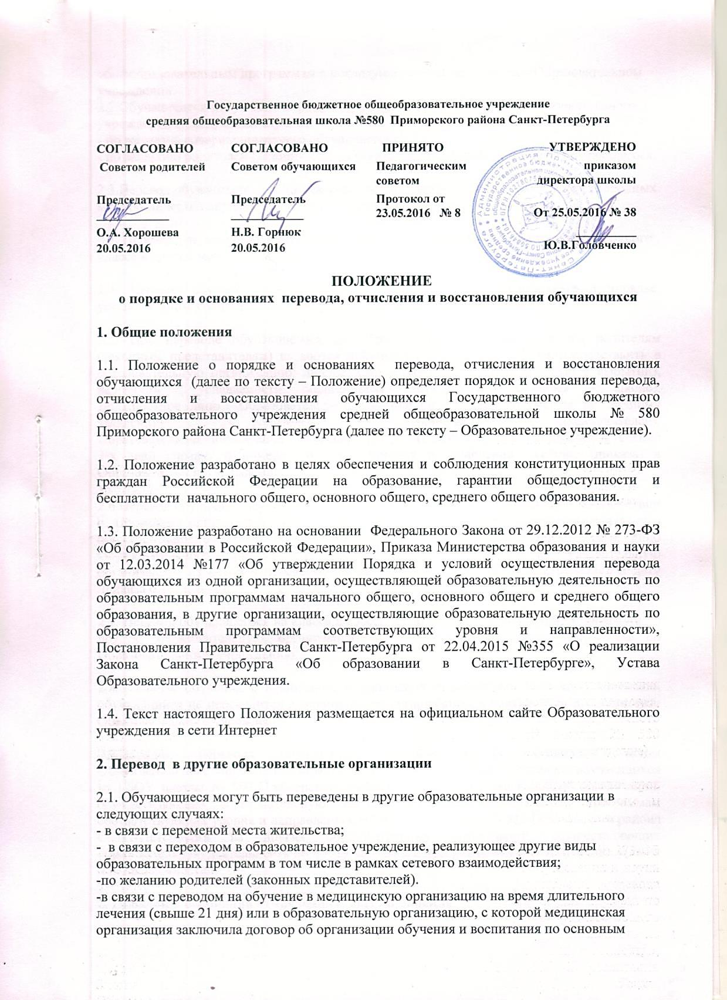 Государственное бюджетное общеобразовательное учреждение
средняя общеобразовательная школа №580 Приморского района Санкт-Петербурга
СОГЛАСОВАНО
Советом родителей
Председатель
О.А. Хорошева
20.05.2016
СОГЛАСОВАНО
Советом обучающихся
Председатель
Н.В. Горнюк
20.05.2016
ПРИНЯТО
Педагогическим
советом
Протокол от
23.05.2016 № 8
УТВЕРЖДЕНО
приказом
директора школы
От 25.05.2016 № 38
Ю.В.Головченко
ПОЛОЖЕНИЕ
о порядке и основаниях перевода, отчисления и восстановления обучающихся
1. Общие положения
1.1. Положение о порядке и основаниях перевода, отчисления и восстановления
обучающихся (далее по тексту – Положение) определяет порядок и основания перевода,
отчисления и восстановления обучающихся Государственного бюджетного
общеобразовательного учреждения средней общеобразовательной школы № 580
Приморского района Санкт-Петербурга (далее по тексту – Образовательное учреждение).
1.2. Положение разработано в целях обеспечения и соблюдения конституционных прав
граждан Российской Федерации на образование, гарантии общедоступности и
бесплатности начального общего, основного общего, среднего общего образования.
1.3. Положение разработано на основании Федерального Закона от 29.12.2012 № 273-ФЗ
«Об образовании в Российской Федерации», Приказа Министерства образования и науки
от 12.03.2014 №177 «Об утверждении Порядка и условий осуществления перевода
обучающихся из одной организации, осуществляющей образовательную деятельность по
образовательным программам начального общего, основного общего и среднего общего
образования, в другие организации, осуществляющие образовательную деятельность по
образовательным программам соответствующих уровня и направленности»,
Постановления Правительства Санкт-Петербурга от 22.04.2015 №355 «О реализации
Закона Санкт-Петербурга «Об образовании в Санкт-Петербурге», Устава
Образовательного учреждения.
1.4. Текст настоящего Положения размещается на официальном сайте Образовательного
учреждения в сети Интернет
2. Перевод в другие образовательные организации
2.1. Обучающиеся могут быть переведены в другие образовательные организации в
следующих случаях:
- в связи с переменой места жительства;
- в связи с переходом в образовательное учреждение, реализующее другие виды
образовательных программ в том числе в рамках сетевого взаимодействия;
-по желанию родителей (законных представителей).
-в связи с переводом на обучение в медицинскую организацию на время длительного
лечения (свыше 21 дня) или в образовательную организацию, с которой медицинская
организация заключила договор об организации обучения и воспитания по основным